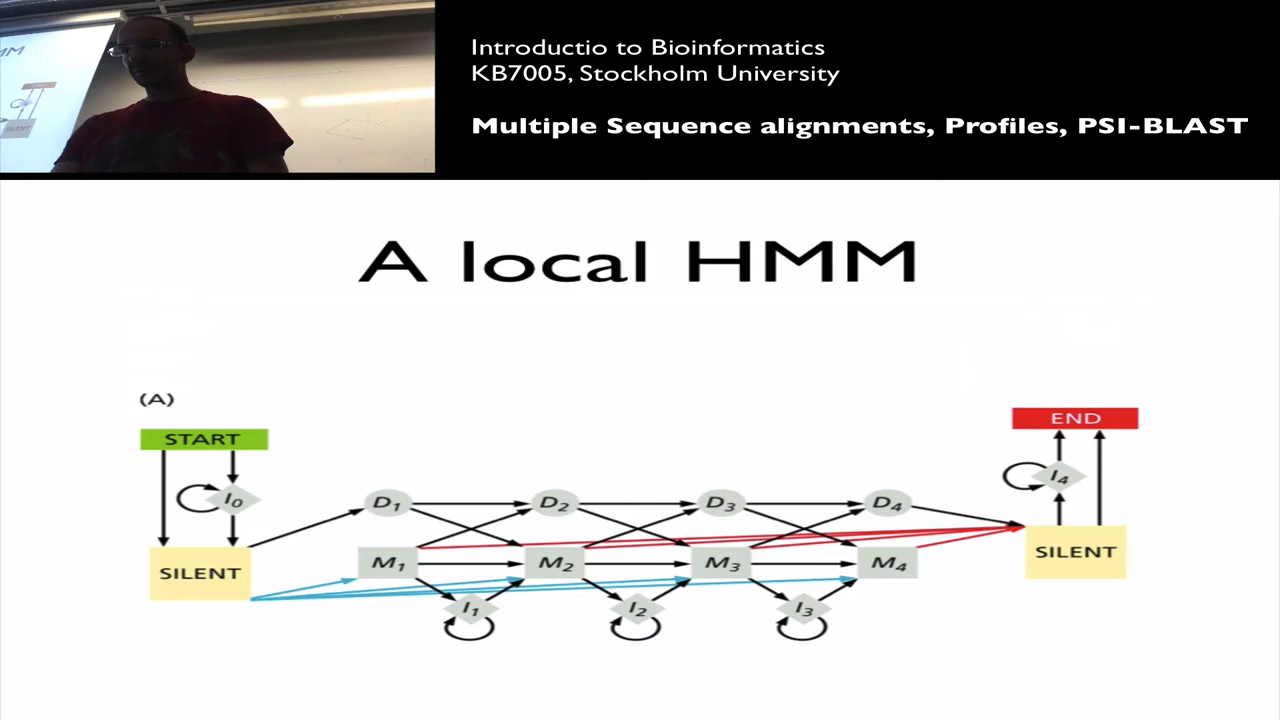 Introductio to Bioinformatics
KB7005, Stockholm University
Multiple Sequence alignments, Profiles, PSI-BLAST
A local HMM
(A)
START
END
I0
I4
D1 D2 D3 D4
SILENT
M1 M2 M3 M4
SILENT
I1 I2 I3